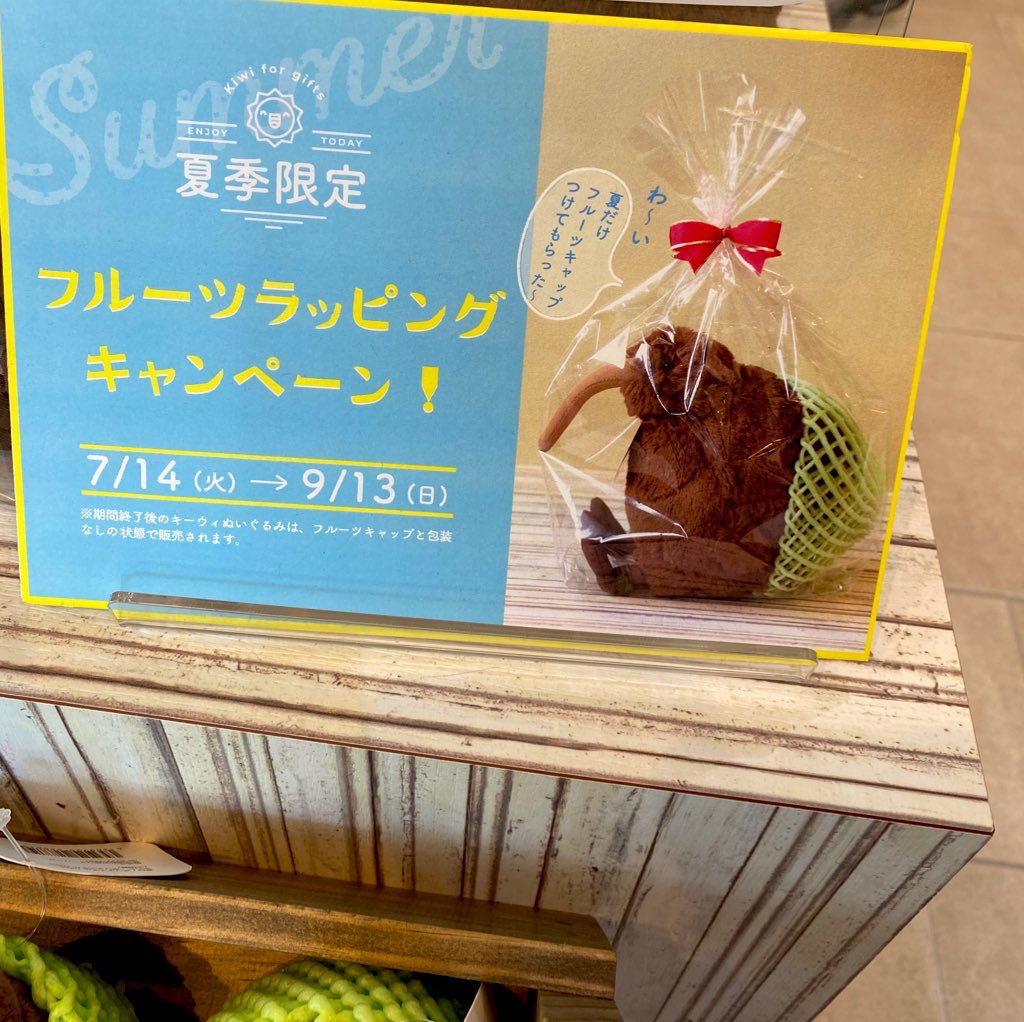 Summer
Kiwi for gifts
ENJOY
TODAY
夏季限定
フルーツラッピング
キャンペーン！
7/14（火）→9/13（日）
※期間終了後のキーウィぬいぐるみは、フルーツキャップと包装
なしの状態で販売されます。
わ〜い
夏だけ
フルーツキャップ
つけてもらった〜